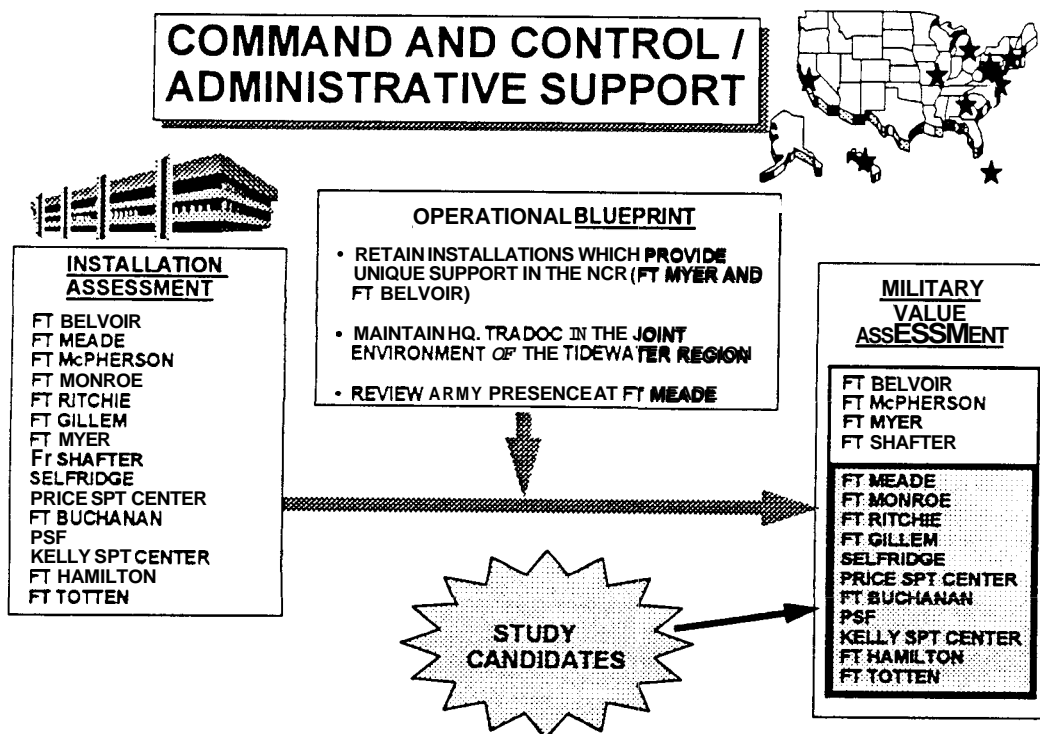 COMMAND AND CONTROL /
ADMINISTRATIVE SUPPORT
INSTALLATION
ASSESSMENT
FT BELVOIR
FT MEADE
FT McPHERSON
FT MONROE
FT RITCHIE
FT GILLEM
FT MYER
Fr SHAFTER
SELFRIDGE
PRICE SPT CENTER
FT BUCHANAN
PSF
KELLY SPT CENTER
FT HAMILTON
FT TOTTEN
OPERATIONAL BLUEPRINT
• RETAIN INSTALLATIONS WHICH PROVIDE
UNIQUE SUPPORT IN THE NCR (FT MYER AND
FT BELVOIR)
• MAINTAIN HQ. TRADOC IN THE JOINT
ENVIRONMENT OF THE TIDEWATER REGION
• REVIEW ARMY PRESENCE AT FT MEADE
STUDY
CANDIDATES
MILITARY
VALUE
ASSESSMENT
FT BELVOIR
FT McPHERSON
FT MYER
FT SHAFTER
FT MEADE
FT MONROE
FT RITCHIE
FT GILLEM
SELFRIDGE
PRICE SPT CENTER
FT BUCHANAN
PSF
KELLY SPT CENTER
FT HAMILTON
FT TOTTEN